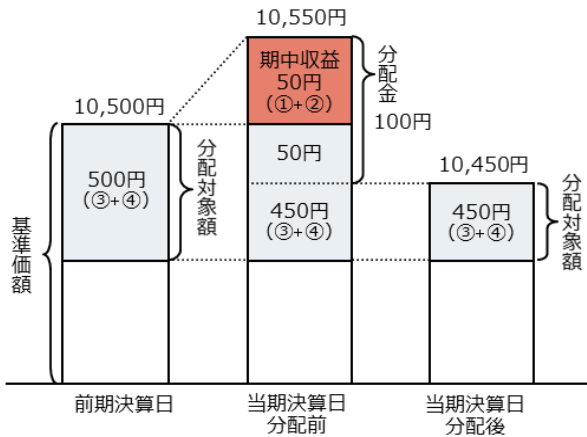 10,550円
期中収益
50円
(①+②)
分配金
100円
10,500円
500円
(③+④)
分配対象額
50円
450円
(③+④)
10,450円
450円
(③+④)
分配対象額
基準価額
前期決算日
当期決算日
分配前
当期決算日
分配後